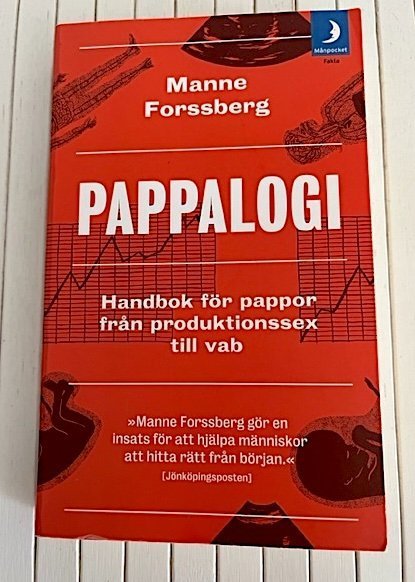 Månpocket
Fakta
Manne
Forssberg
PAPPALOGI
Handbok för pappor
från produktionssex
till vab
»Manne Forssberg gör en
insats för att hjälpa människor
att hitta rätt från början.«
[Jönköpingsposten]